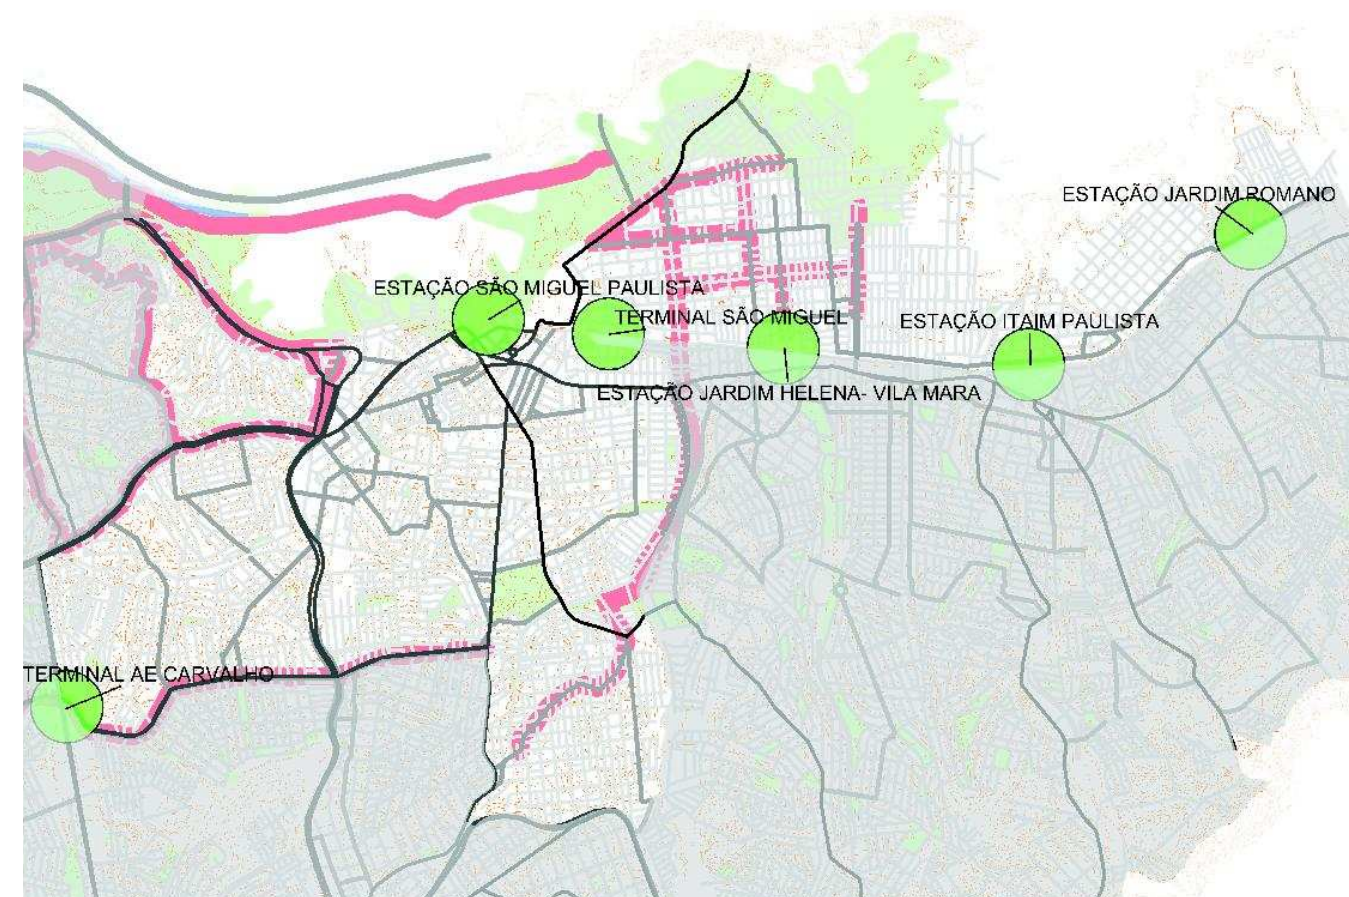 ESTAÇÃO JARDIM ROMANO
ESTAÇÃO SÃO MIGUEL PAULISTA
TERMINAL SÃO MIGUEL
ESTAÇÃO ITAIM PAULISTA
ESTAÇÃO JARDIM HELENA- VILA MARA
TERMINAL AE CARVALHO